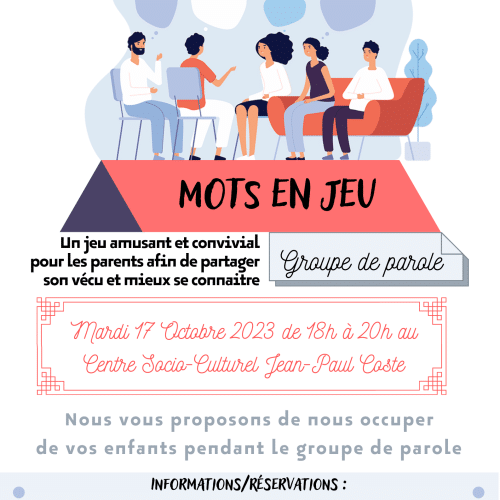 MOTS EN JEU
Un jeu amusant et convivial
pour les parents afin de partager
son vécu et mieux se connaitre
Groupe de parole
Mardi 17 Octobre 2023 de 18h à 20h au
Centre Socio-Culturel Jean-Paul Coste
Nous vous proposons de nous occuper
de vos enfants pendant le groupe de parole
INFORMATIONS/RÉSERVATIONS :